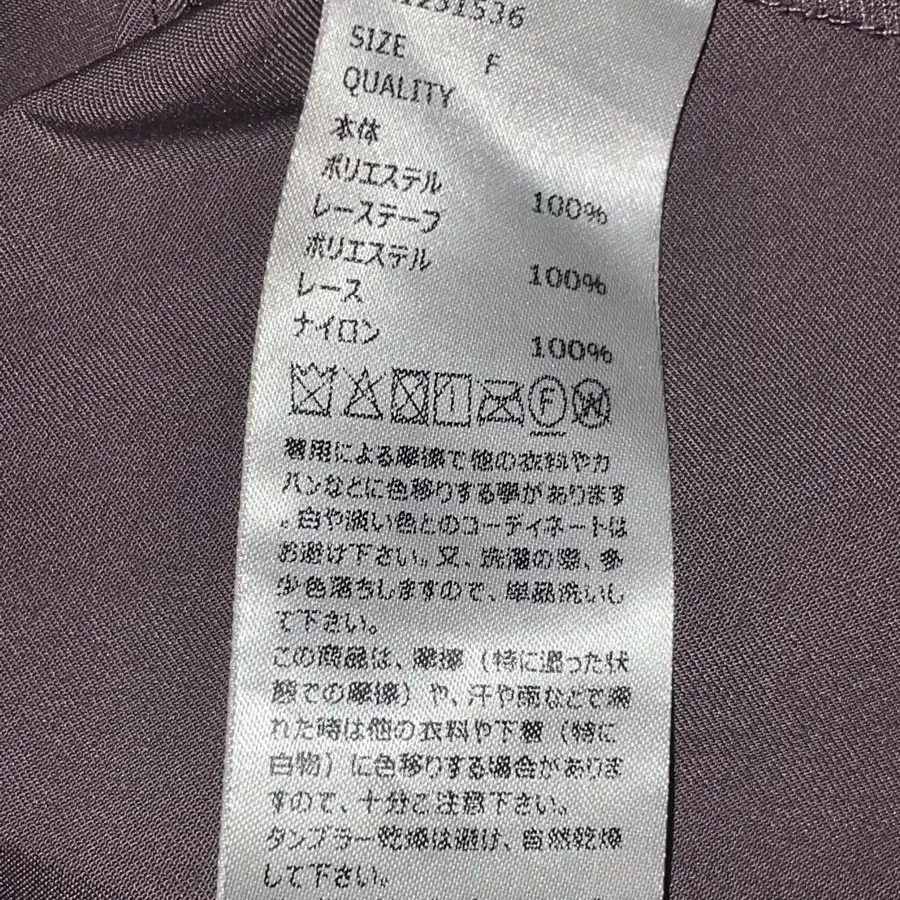 1231536
SIZE F
QUALITY
本体
ポリエステル 100%
レーステープ
ポリエステル 100%
レース
ナイロン 100%
F W
着用による摩擦で他の衣料やカ
バンなどに色移りする事があります
。白や淡い色とのコーディネートは
お避け下さい。又、洗濯の際、多
少色落ちしますので、単品洗いし
て下さい。
この商品は、摩擦（特に湿った状
態での摩擦）や、汗や雨などで濡
れた時は他の衣料や下着（特に
白物）に色移りする場合がありま
すので、十分ご注意下さい。
タンブラー乾燥は避け、自然乾燥
して下さい。